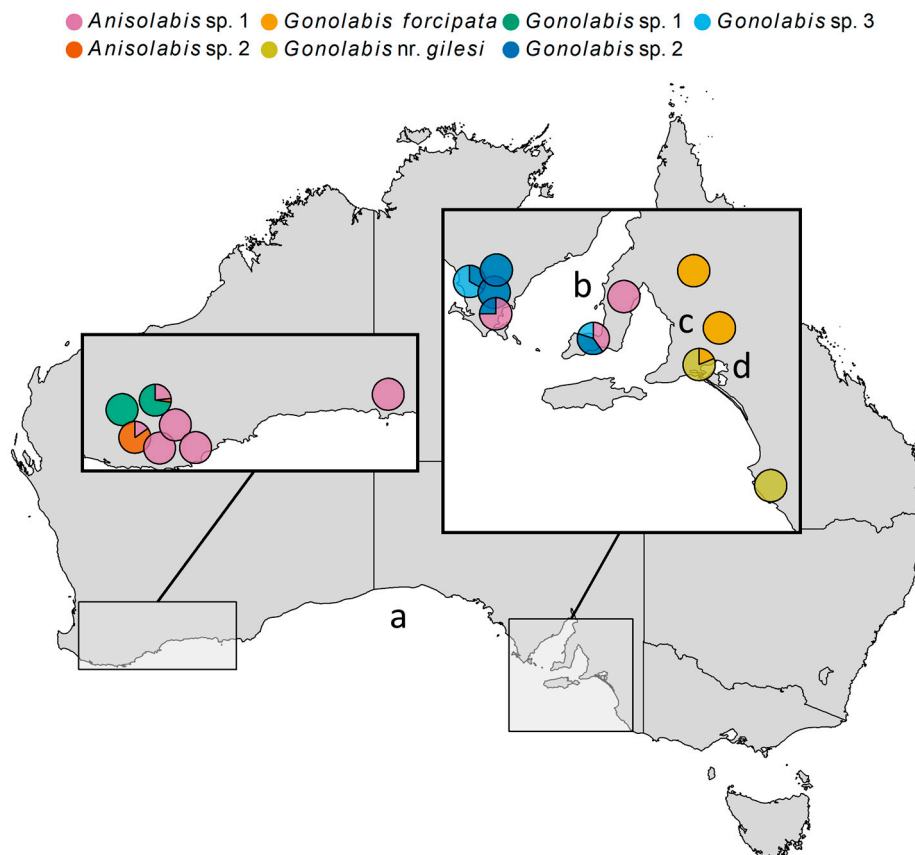 Anisolabis sp. 1 Gonolabis forcipata Gonolabis sp. 1 Gonolabis sp. 3
Anisolabis sp. 2 Gonolabis nr. gilesi Gonolabis sp. 2
b
c
d
a